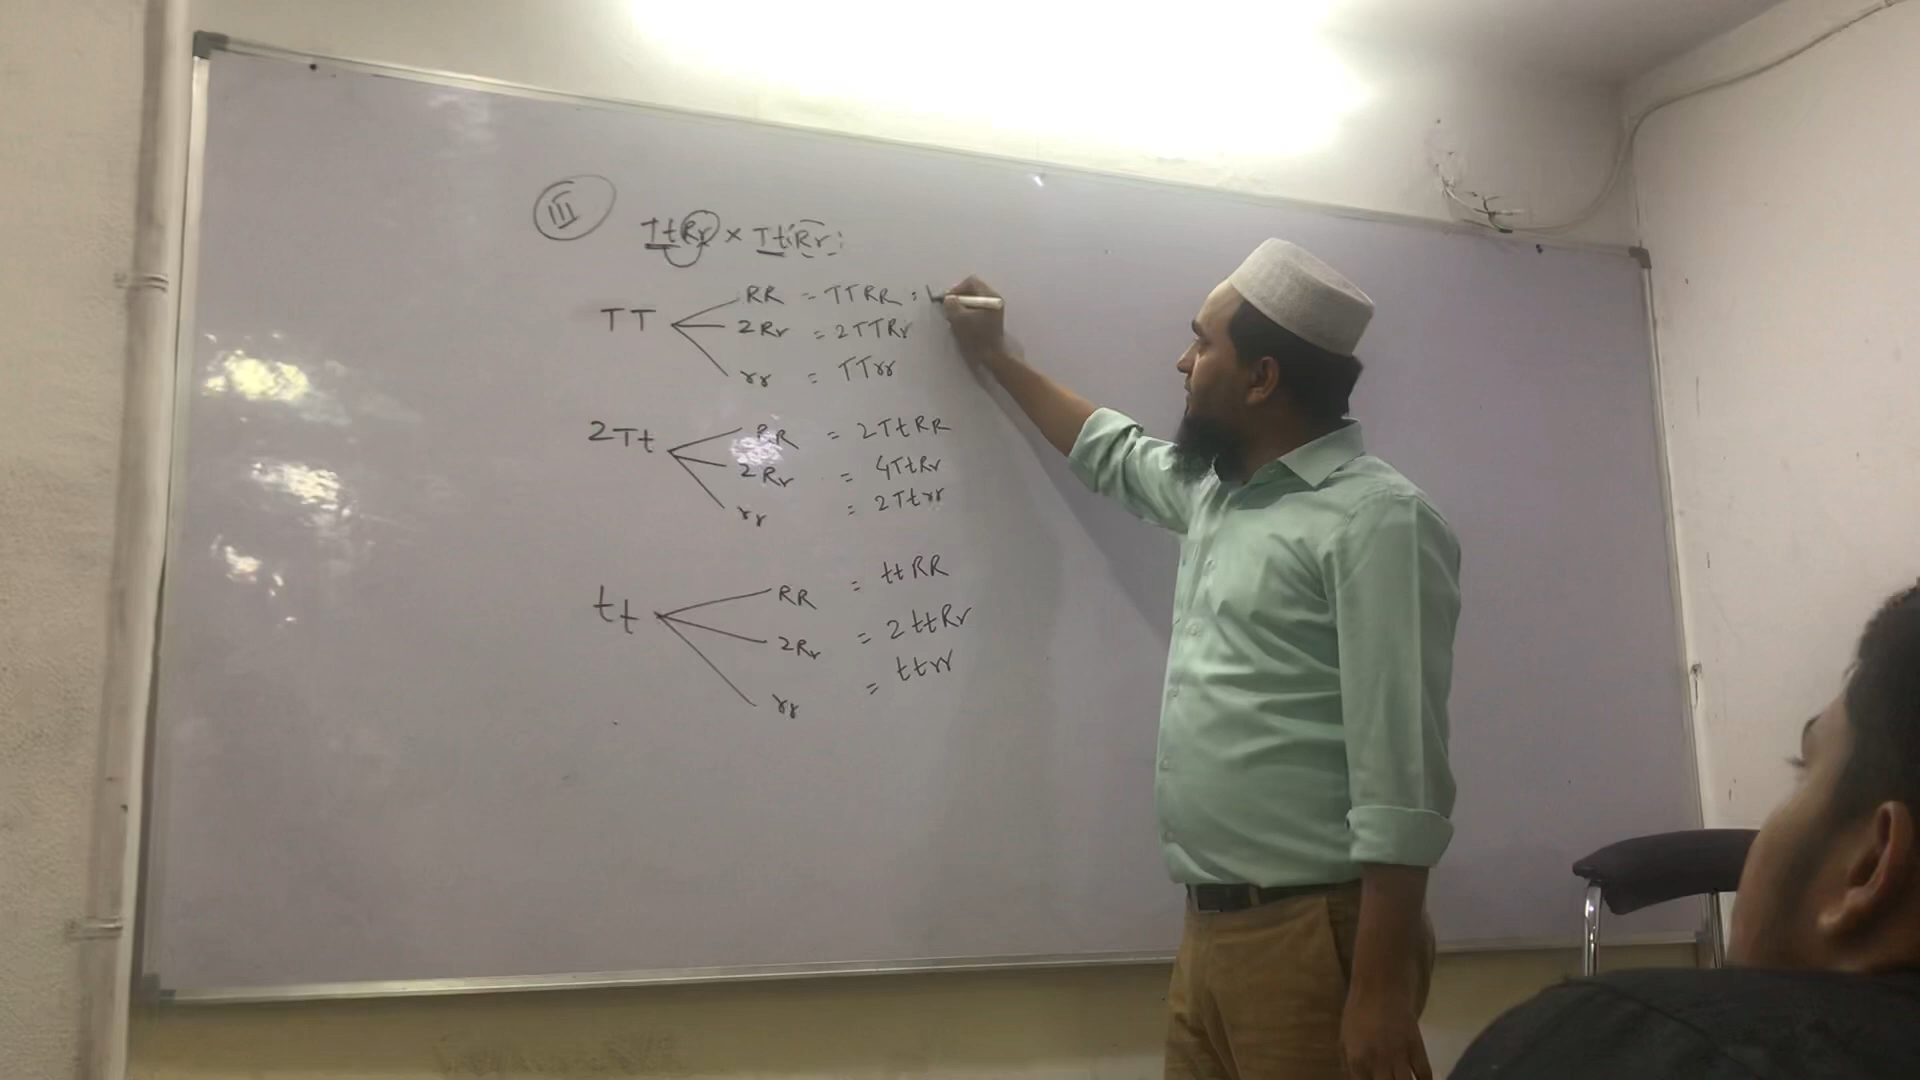 III
TtRr × TtRr:
TT
RR = TTRR :
2Rr = 2TTRr
rr = TTrr
2Tt
RR = 2TtRR
2Rr = 4TtRr
rr = 2Ttrr
tt
RR = ttRR
2Rr = 2ttRr
rr = ttrr